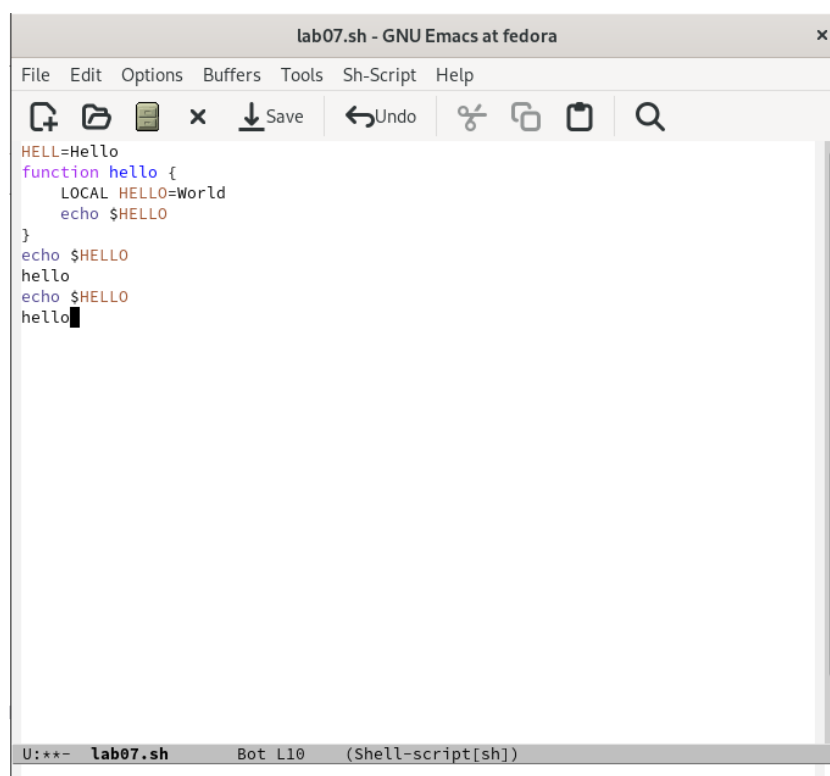 lab07.sh - GNU Emacs at fedora ×
File Edit Options Buffers Tools Sh-Script Help
Save Undo
HELL=Hello
function hello {
    LOCAL HELLO=World
    echo $HELLO
}
echo $HELLO
hello
echo $HELLO
hello
U:**- lab07.sh Bot L10 (Shell-script[sh])